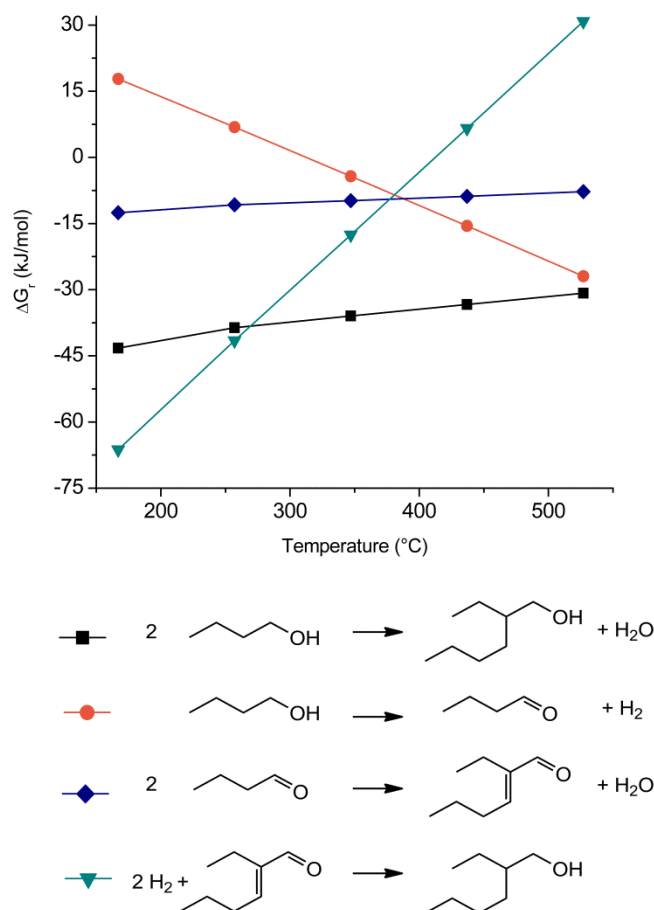 30
15
0
-15
-30
-45
-60
-75
ΔGᵣ (kJ/mol)
200 300 400 500
Temperature (°C)
2 OH OH + H₂O
OH O + H₂
2 O O + H₂O
2 H₂ + O OH